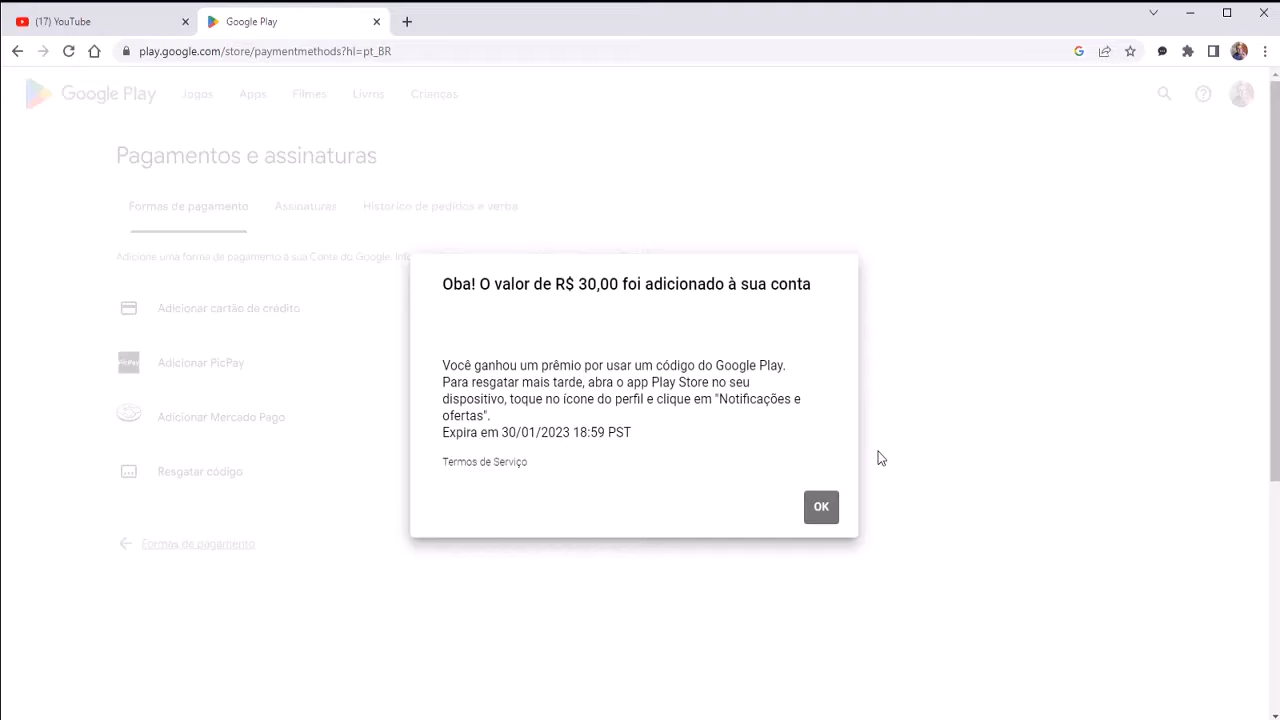 (17) YouTube
Google Play
play.google.com/store/paymentmethods?hl=pt_BR
Google Play Jogos Apps Filmes Livros Crianças
Pagamentos e assinaturas
Formas de pagamento Assinaturas Histórico de pedidos e verba
Adicione uma forma de pagamento à sua Conta do Google.
Oba! O valor de R$ 30,00 foi adicionado à sua conta
Adicionar cartão de crédito
PicPay Adicionar PicPay
Você ganhou um prêmio por usar um código do Google Play.
Para resgatar mais tarde, abra o app Play Store no seu
dispositivo, toque no ícone do perfil e clique em "Notificações e
ofertas".
Expira em 30/01/2023 18:59 PST
Adicionar Mercado Pago
Termos de Serviço
Resgatar código
OK
Formas de pagamento